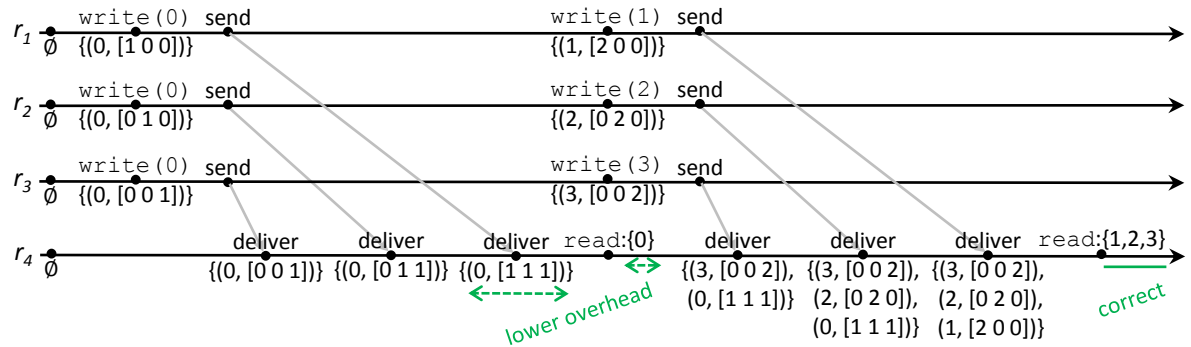 write(0) send write(1) send
r1
∅ {(0, [1 0 0])} {(1, [2 0 0])}
write(0) send write(2) send
r2
∅ {(0, [0 1 0])} {(2, [0 2 0])}
write(0) send write(3) send
r3
∅ {(0, [0 0 1])} {(3, [0 0 2])}
deliver deliver deliver read:{0} deliver deliver deliver read:{1,2,3}
r4
∅ {(0, [0 0 1])} {(0, [0 1 1])} {(0, [1 1 1])} {(3, [0 0 2]), {(3, [0 0 2]), {(3, [0 0 2]),
(0, [1 1 1])} (2, [0 2 0]), (2, [0 2 0]),
(0, [1 1 1])} (1, [2 0 0])}
lower overhead
correct